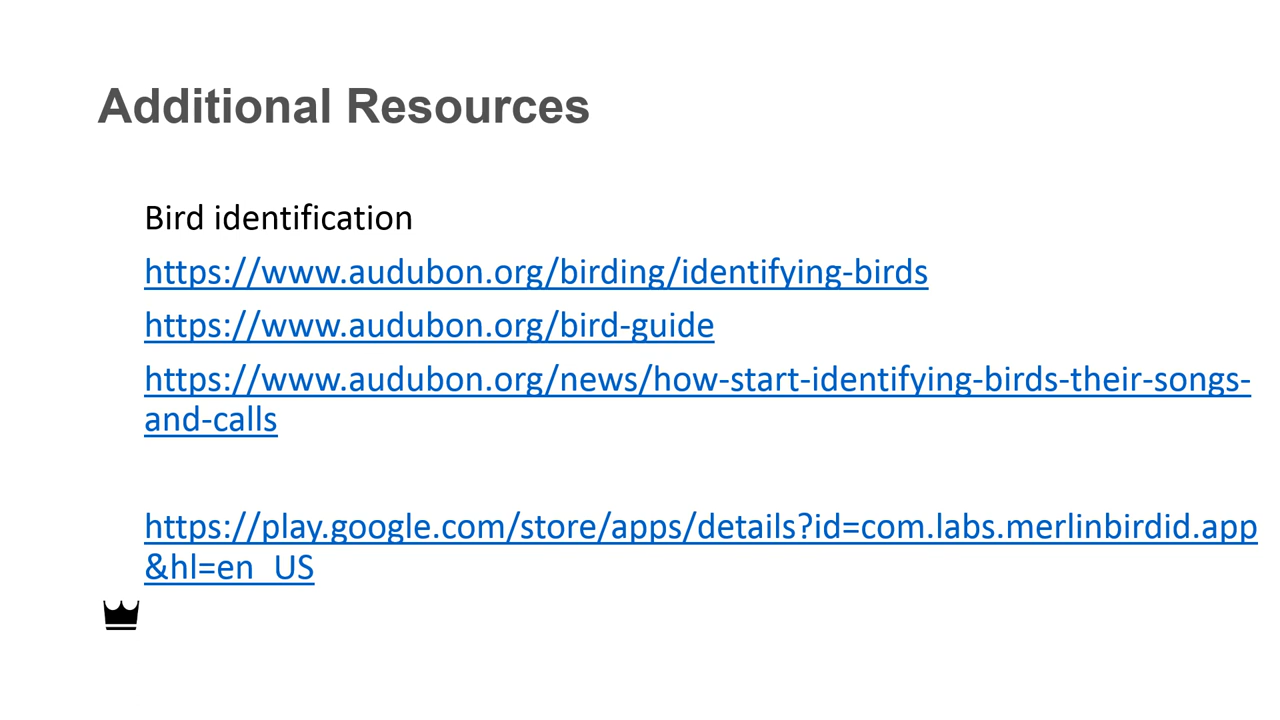 Additional Resources
Bird identification
https://www.audubon.org/birding/identifying-birds
https://www.audubon.org/bird-guide
https://www.audubon.org/news/how-start-identifying-birds-their-songs-
and-calls
https://play.google.com/store/apps/details?id=com.labs.merlinbirdid.app
&hl=en_US